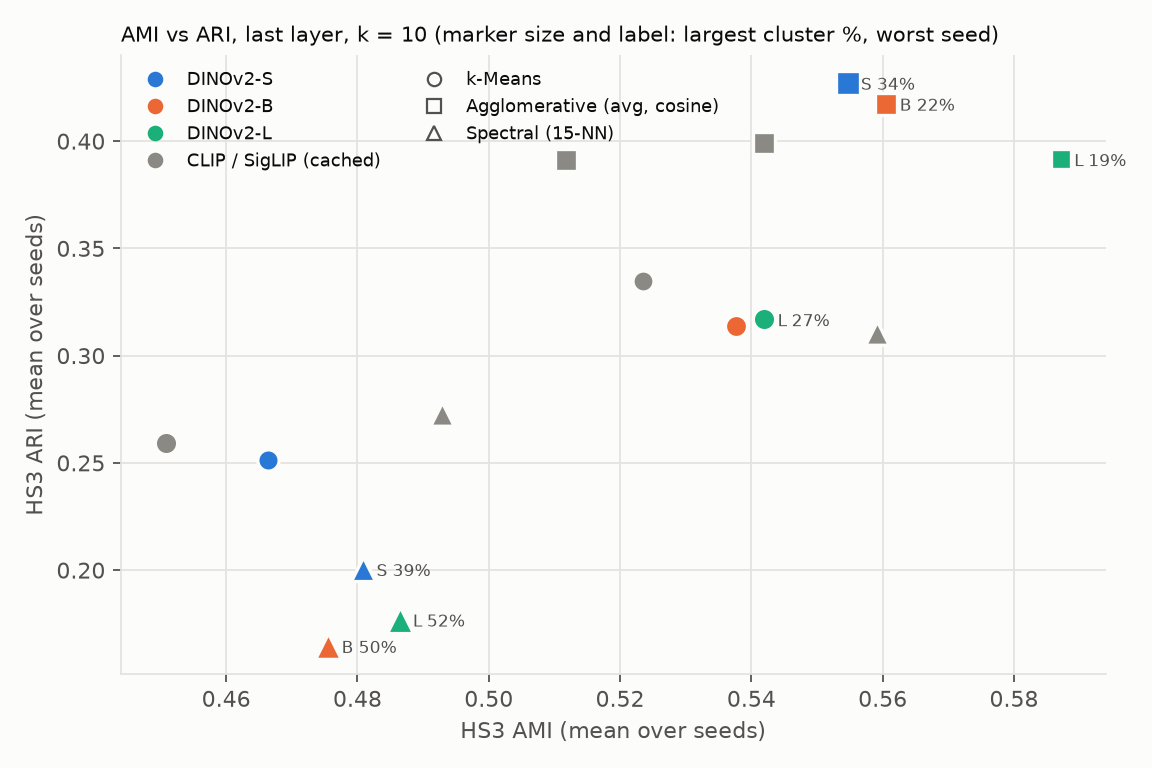 AMI vs ARI, last layer, k = 10 (marker size and label: largest cluster %, worst seed)
DINOv2-S
DINOv2-B
DINOv2-L
CLIP / SigLIP (cached)
k-Means
Agglomerative (avg, cosine)
Spectral (15-NN)
S 34%
B 22%
L 19%
L 27%
S 39%
L 52%
B 50%
HS3 ARI (mean over seeds)
0.40
0.35
0.30
0.25
0.20
0.46
0.48
0.50
0.52
0.54
0.56
0.58
HS3 AMI (mean over seeds)